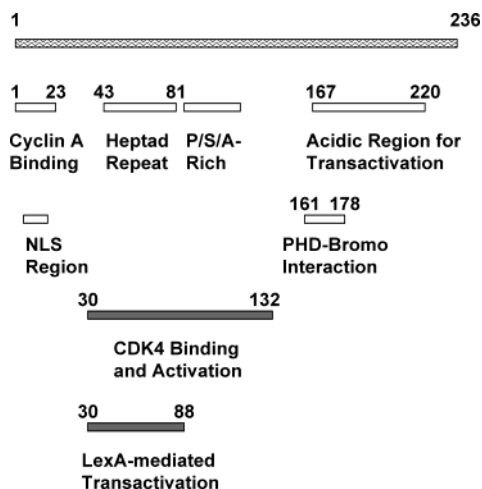 1 236
1 23 43 81 167 220
Cyclin A Heptad P/S/A- Acidic Region for
Binding Repeat Rich Transactivation
161 178
NLS PHD-Bromo
Region Interaction
30 132
CDK4 Binding
and Activation
30 88
LexA-mediated
Transactivation